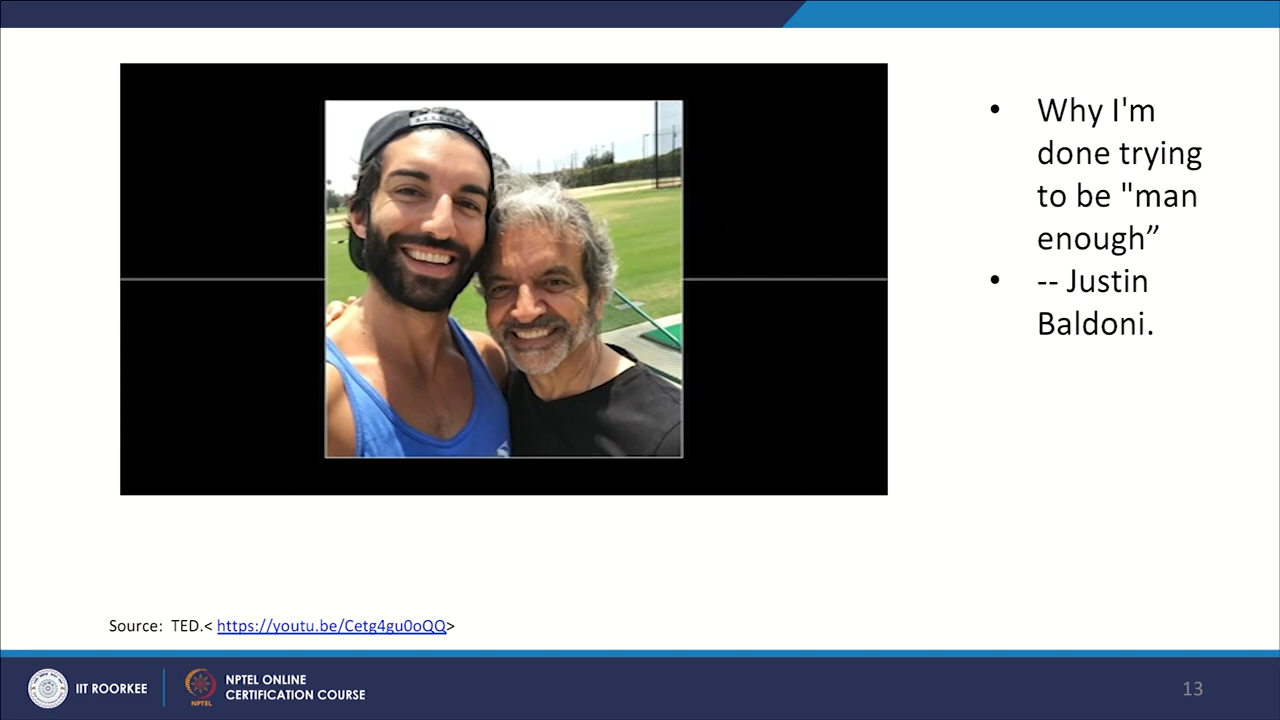 • Why I'm
done trying
to be "man
enough”
• -- Justin
Baldoni.
Source: TED.< https://youtu.be/Cetg4gu0oQQ>
IIT ROORKEE
NPTEL
NPTEL ONLINE
CERTIFICATION COURSE
13